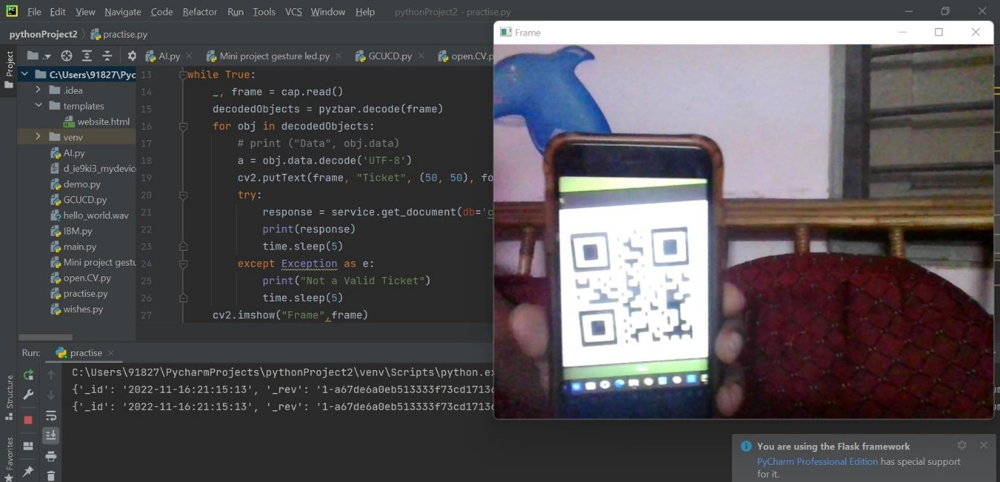 PC File Edit View Navigate Code Refactor Run Tools VCS Window Help pythonProject2 - practise.py
pythonProject2 practise.py
Project
.. AI.py Mini project gesture led.py GCUCD.py open.CV.p
C:\Users\91827\Pyc
.idea
templates
website.html
venv
AI.py
d_ie9ki3_mydevic
demo.py
GCUCD.py
hello_world.wav
IBM.py
main.py
Mini project gestu
open.CV.py
practise.py
wishes.py
13 while True:
14 _, frame = cap.read()
15 decodedObjects = pyzbar.decode(frame)
16 for obj in decodedObjects:
17 # print ("Data", obj.data)
18 a = obj.data.decode('UTF-8')
19 cv2.putText(frame, "Ticket", (50, 50), fo
20 try:
21 response = service.get_document(db='c
22 print(response)
23 time.sleep(5)
24 except Exception as e:
25 print("Not a Valid Ticket")
26 time.sleep(5)
27 cv2.imshow("Frame",frame)
Frame
Run: practise
C:\Users\91827\PycharmProjects\pythonProject2\venv\Scripts\python.ex
{'_id': '2022-11-16:21:15:13', '_rev': '1-a67de6a0eb513333f73cd1713c
{'_id': '2022-11-16:21:15:13', '_rev': '1-a67de6a0eb513333f73cd1713c
Structure
Favorites
You are using the Flask framework
PyCharm Professional Edition has special support
for it.